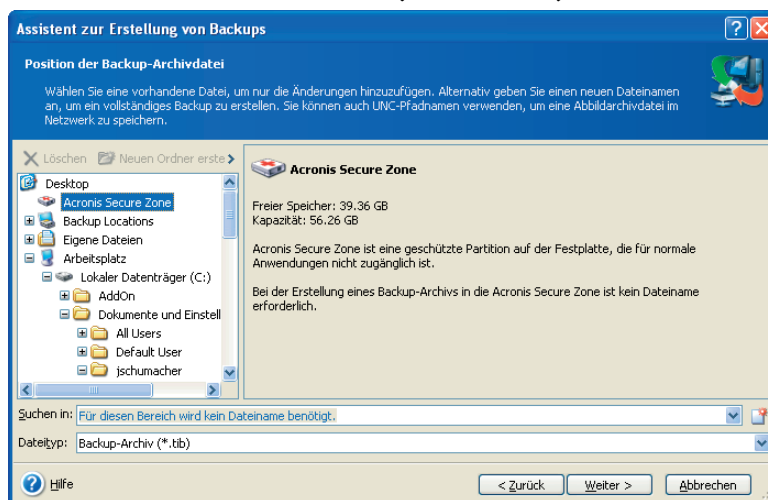 Assistent zur Erstellung von Backups
Position der Backup-Archivdatei
Wählen Sie eine vorhandene Datei, um nur die Änderungen hinzuzufügen. Alternativ geben Sie einen neuen Dateinamen
an, um ein vollständiges Backup zu erstellen. Sie können auch UNC-Pfadnamen verwenden, um eine Abbildarchivdatei im
Netzwerk zu speichern.
Löschen Neuen Ordner erste
Desktop
Acronis Secure Zone
Backup Locations
Eigene Dateien
Arbeitsplatz
Lokaler Datenträger (C:)
AddOn
Dokumente und Einstell
All Users
Default User
jschumacher
Acronis Secure Zone
Freier Speicher: 39.36 GB
Kapazität: 56.26 GB
Acronis Secure Zone ist eine geschützte Partition auf der Festplatte, die für normale
Anwendungen nicht zugänglich ist.
Bei der Erstellung eines Backup-Archivs in die Acronis Secure Zone ist kein Dateiname
erforderlich.
Suchen in: Für diesen Bereich wird kein Dateiname benötigt.
Dateityp: Backup-Archiv (*.tib)
Hilfe
< Zurück Weiter > Abbrechen